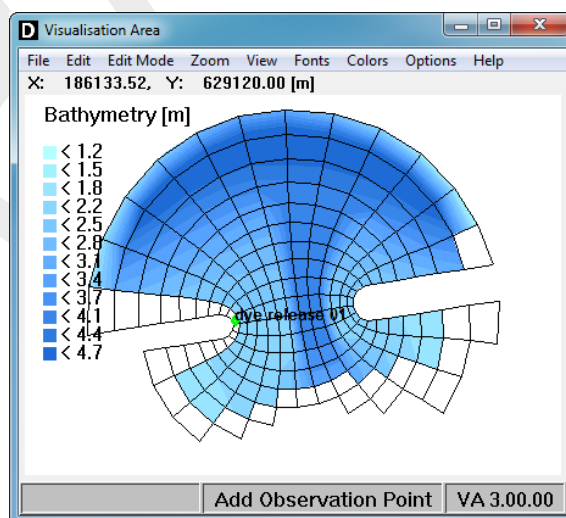 D Visualisation Area
File Edit Edit Mode Zoom View Fonts Colors Options Help
X: 186133.52, Y: 629120.00 [m]
Bathymetry [m]
< 1.2
< 1.5
< 1.8
< 2.2
< 2.5
< 2.8
< 3.1
< 3.4
< 3.7
< 4.1
< 4.4
< 4.7
dye release 01
Add Observation Point VA 3.00.00